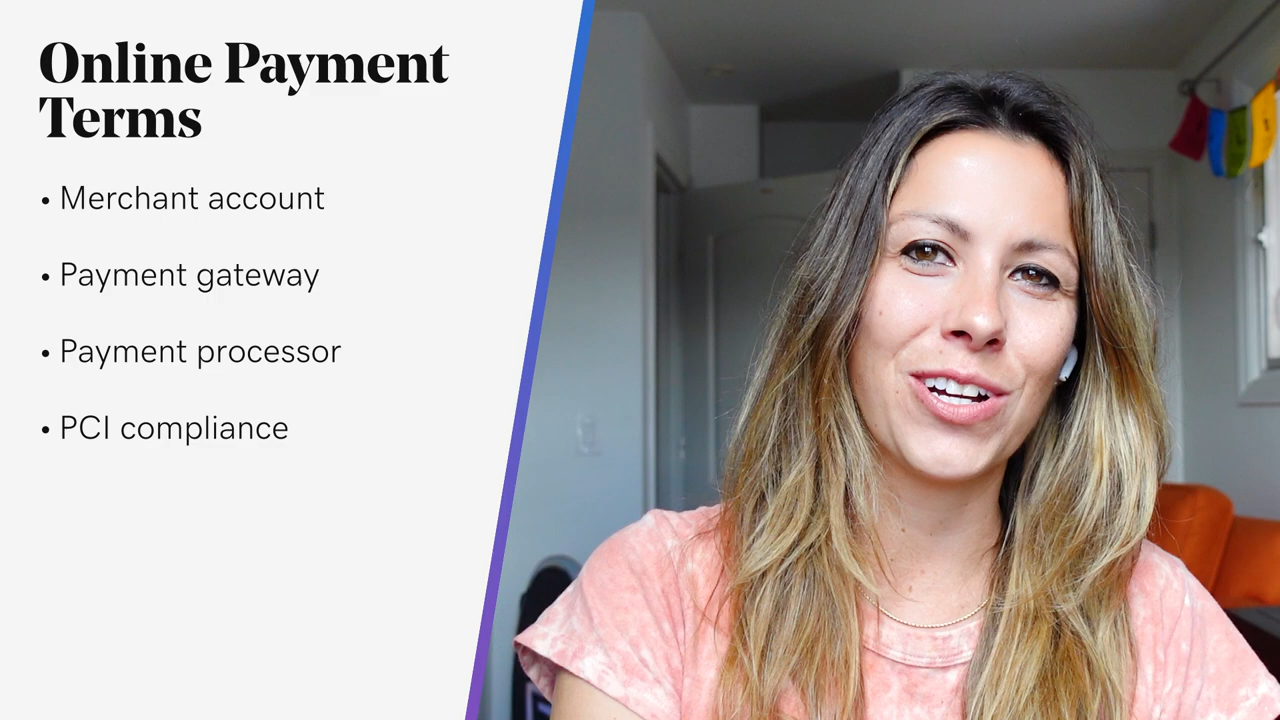 Online Payment
Terms
• Merchant account
• Payment gateway
• Payment processor
• PCI compliance